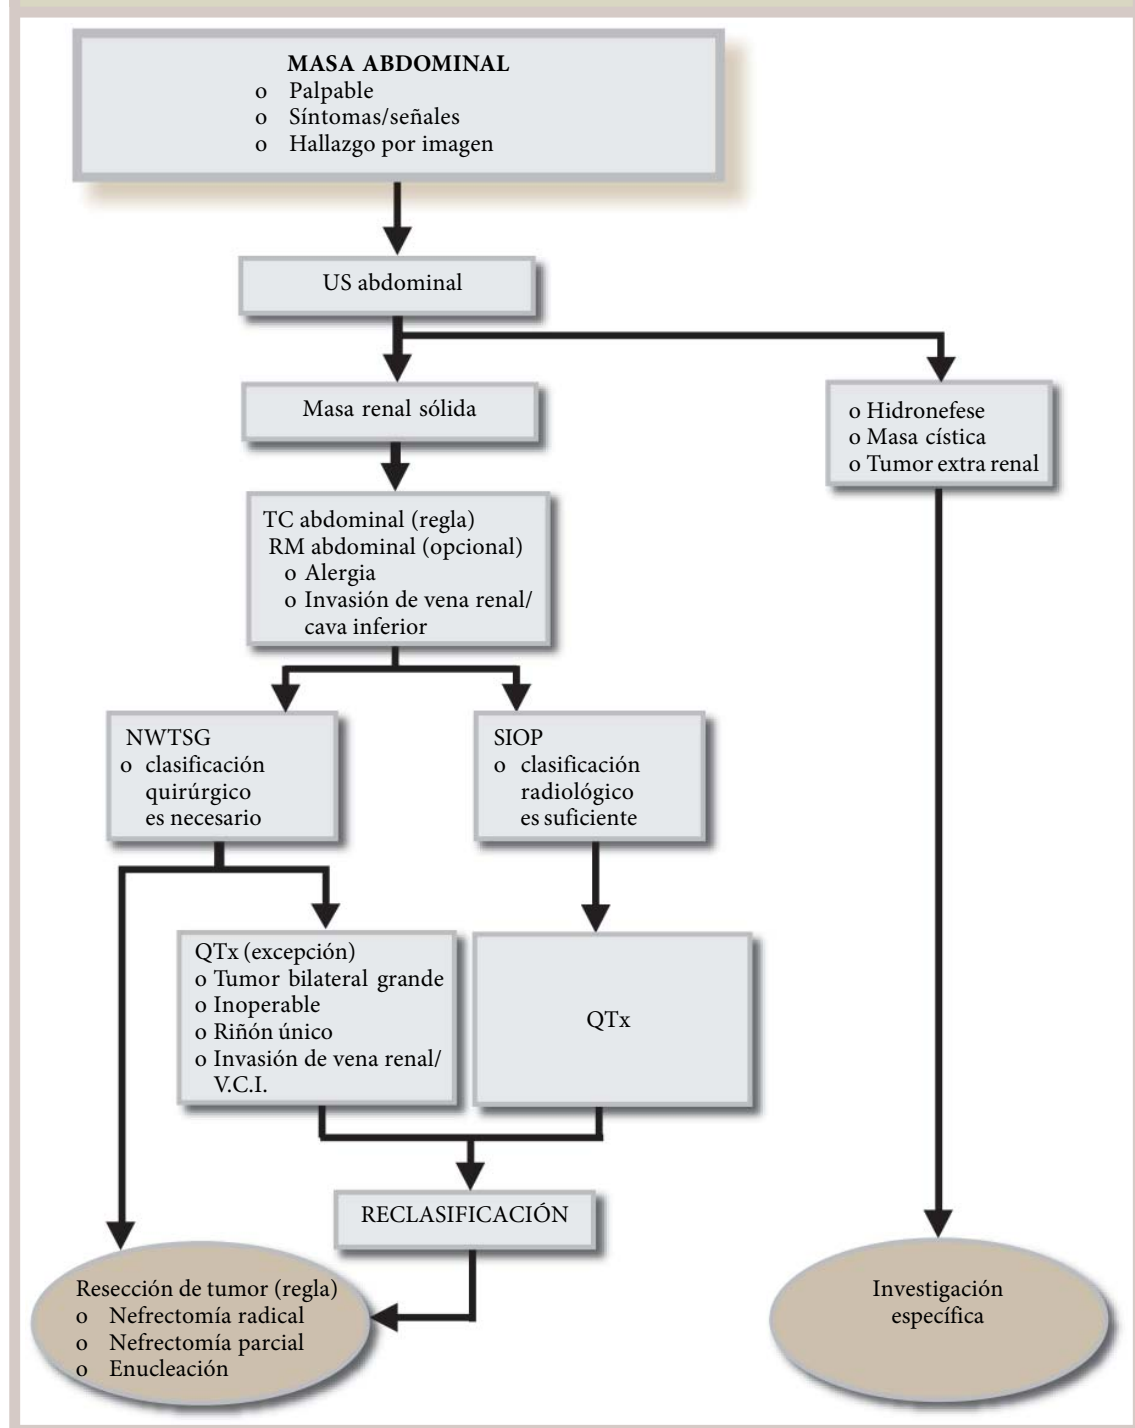 MASA ABDOMINAL
o Palpable
o Síntomas/señales
o Hallazgo por imagen
US abdominal
Masa renal sólida
o Hidronefese
o Masa cística
o Tumor extra renal
TC abdominal (regla)
RM abdominal (opcional)
o Alergia
o Invasión de vena renal/
cava inferior
NWTSG
o clasificación
quirúrgico
es necesario
SIOP
o clasificación
radiológico
es suficiente
QTx (excepción)
o Tumor bilateral grande
o Inoperable
o Riñón único
o Invasión de vena renal/
V.C.I.
QTx
RECLASIFICACIÓN
Resección de tumor (regla)
o Nefrectomía radical
o Nefrectomía parcial
o Enucleación
Investigación
específica